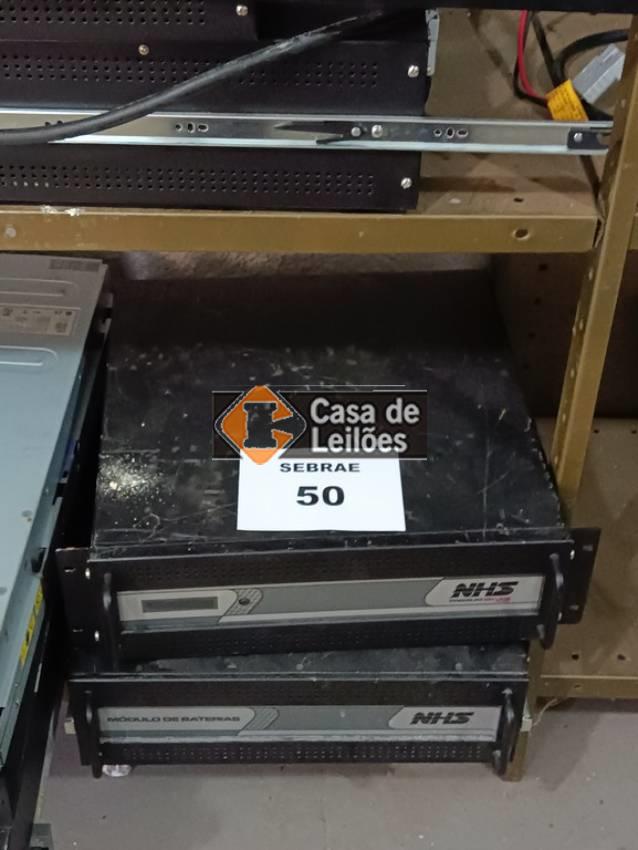 Casa de
Leilões
SEBRAE
50
NHS
MÓDULO DE BATERIAS
NHS